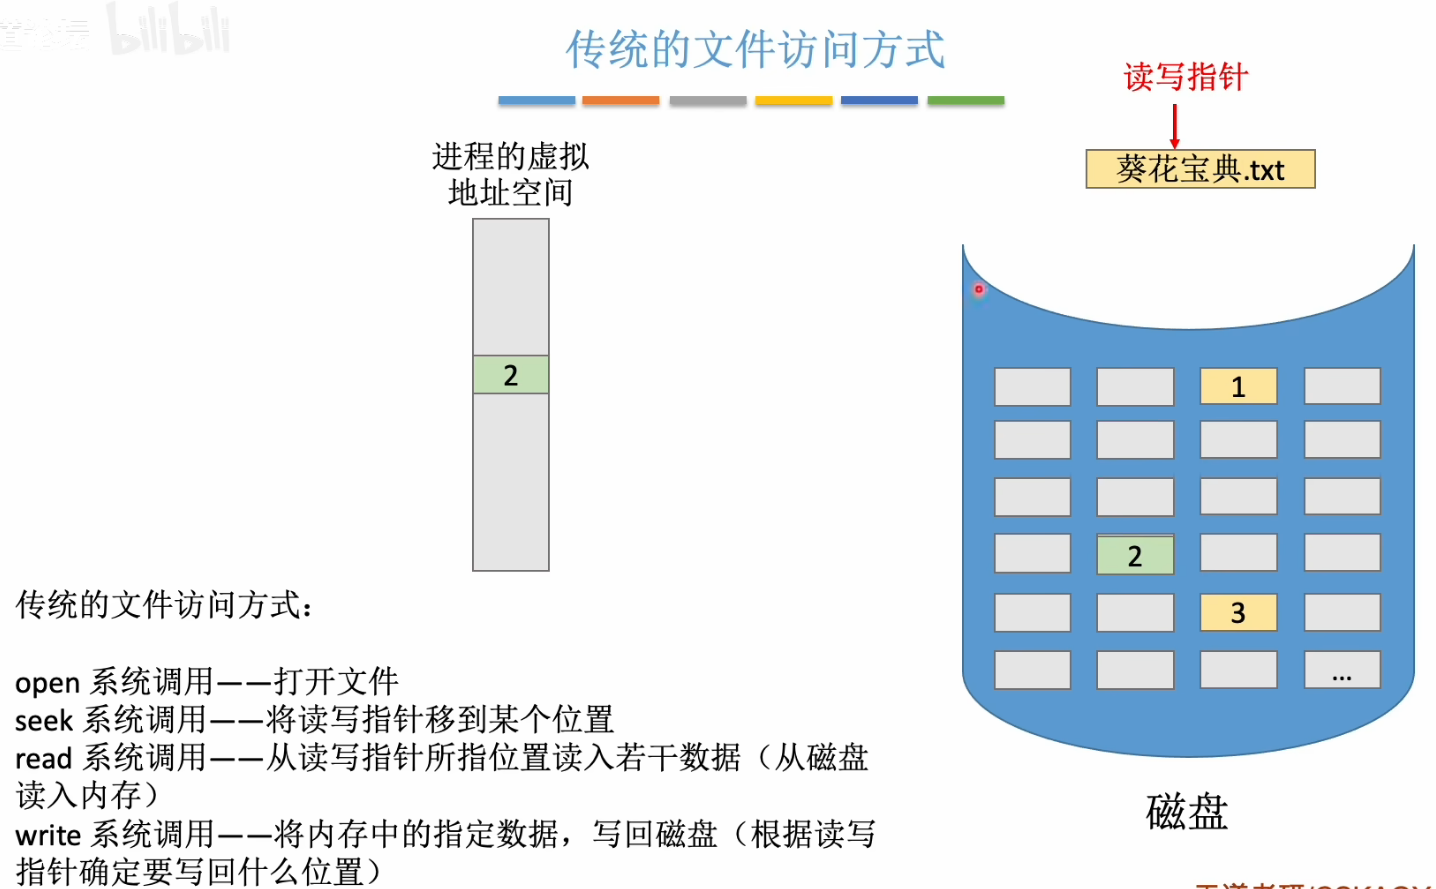 bilibili
传统的文件访问方式
读写指针
葵花宝典.txt
进程的虚拟
地址空间
2
1
2
3
...
磁盘
传统的文件访问方式：
open 系统调用——打开文件
seek 系统调用——将读写指针移到某个位置
read 系统调用——从读写指针所指位置读入若干数据（从磁盘
读入内存）
write 系统调用——将内存中的指定数据，写回磁盘（根据读写
指针确定要写回什么位置）